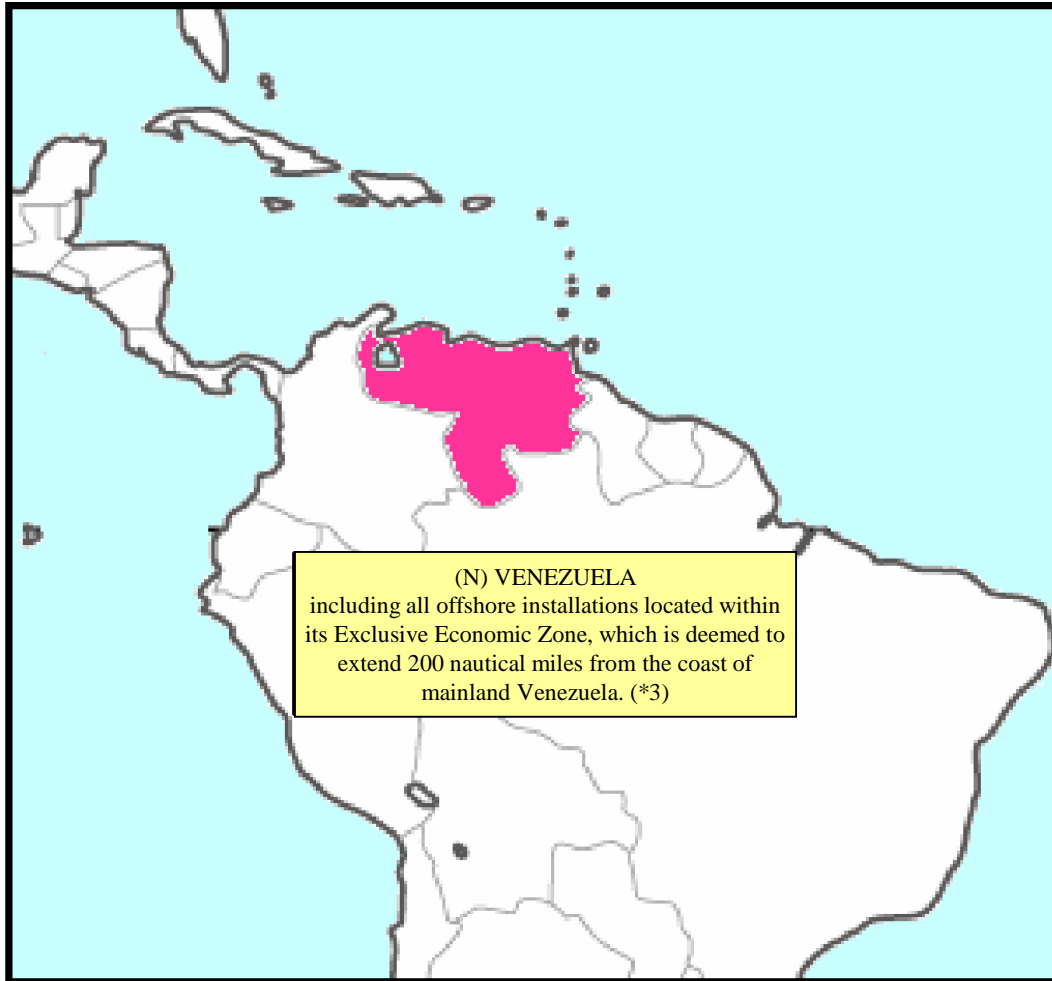 (N) VENEZUELA
including all offshore installations located within
its Exclusive Economic Zone, which is deemed to
extend 200 nautical miles from the coast of
mainland Venezuela. (*3)